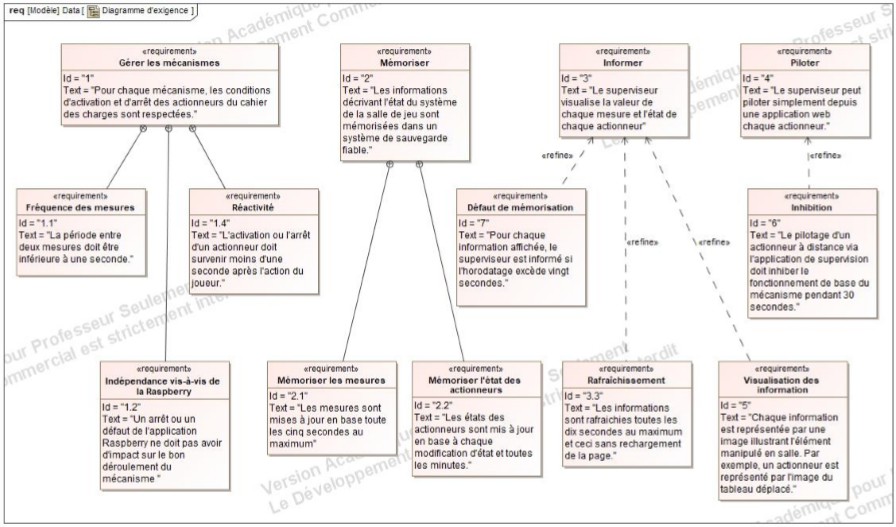 req [Modèle] Data [ Diagramme d'exigence ]
«requirement»
Gérer les mécanismes
Id = "1"
Text = "Pour chaque mécanisme, les conditions
d'activation et d'arrêt des actionneurs du cahier
des charges sont respectées."
«requirement»
Mémoriser
Id = "2"
Text = "Les informations
décrivant l'état du système
de la salle de jeu sont
mémorisées dans un
système de sauvegarde
fiable."
«requirement»
Informer
Id = "3"
Text = "Le superviseur
visualise la valeur de
chaque mesure et l'état de
chaque actionneur"
«requirement»
Piloter
Id = "4"
Text = "Le superviseur peut
piloter simplement depuis
une application web
chaque actionneur."
«refine»
«refine»
«requirement»
Fréquence des mesures
Id = "1.1"
Text = "La période entre
deux mesures doit être
inférieure à une seconde."
«requirement»
Réactivité
Id = "1.4"
Text = "L'activation ou l'arrêt
d'un actionneur doit
survenir moins d'une
seconde après l'action du
joueur."
«requirement»
Défaut de mémorisation
Id = "7"
Text = "Pour chaque
information affichée, le
superviseur est informé si
l'horodatage excède vingt
secondes."
«refine»
«refine»
«requirement»
Inhibition
Id = "6"
Text = "Le pilotage d'un
actionneur à distance via
l'application de supervision
doit inhiber le
fonctionnement de base du
mécanisme pendant 30
secondes."
«requirement»
Indépendance vis-à-vis de
la Raspberry
Id = "1.2"
Text = "Un arrêt ou un
défaut de l'application
Raspberry ne doit pas avoir
d'impact sur le bon
déroulement du
mécanisme "
«requirement»
Mémoriser les mesures
Id = "2.1"
Text = "Les mesures sont
mises à jour en base toute
les cinq secondes au
maximum"
«requirement»
Mémoriser l'état des
actionneurs
Id = "2.2"
Text = "Les états des
actionneurs sont mis à jour
en base à chaque
modification d'état et toutes
les minutes."
«requirement»
Rafraîchissement
Id = "3.3"
Text = "Les informations
sont rafraichies toutes les
dix secondes au maximum
et ceci sans rechargement
de la page."
«requirement»
Visualisation des
information
Id = "5"
Text = "Chaque information
est représentée par une
image illustrant l'élément
manipulé en salle. Par
exemple, un actionneur est
représenté par l'image du
tableau déplacé."